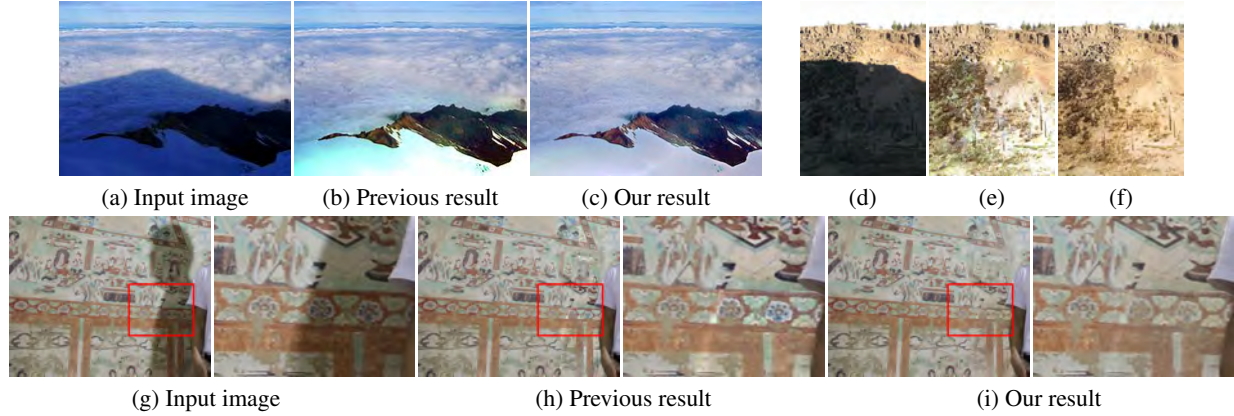 (a) Input image (b) Previous result (c) Our result (d) (e) (f)
(g) Input image (h) Previous result (i) Our result